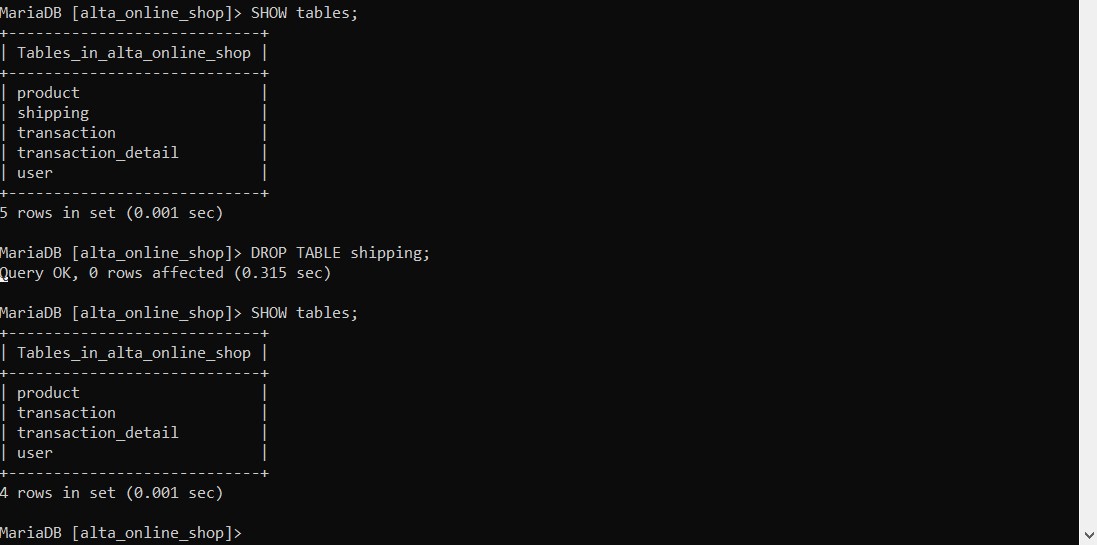 MariaDB [alta_online_shop]> SHOW tables;
+----------------------------+
| Tables_in_alta_online_shop |
+----------------------------+
| product                    |
| shipping                   |
| transaction                |
| transaction_detail         |
| user                       |
+----------------------------+
5 rows in set (0.001 sec)
MariaDB [alta_online_shop]> DROP TABLE shipping;
Query OK, 0 rows affected (0.315 sec)
MariaDB [alta_online_shop]> SHOW tables;
+----------------------------+
| Tables_in_alta_online_shop |
+----------------------------+
| product                    |
| transaction                |
| transaction_detail         |
| user                       |
+----------------------------+
4 rows in set (0.001 sec)
MariaDB [alta_online_shop]>